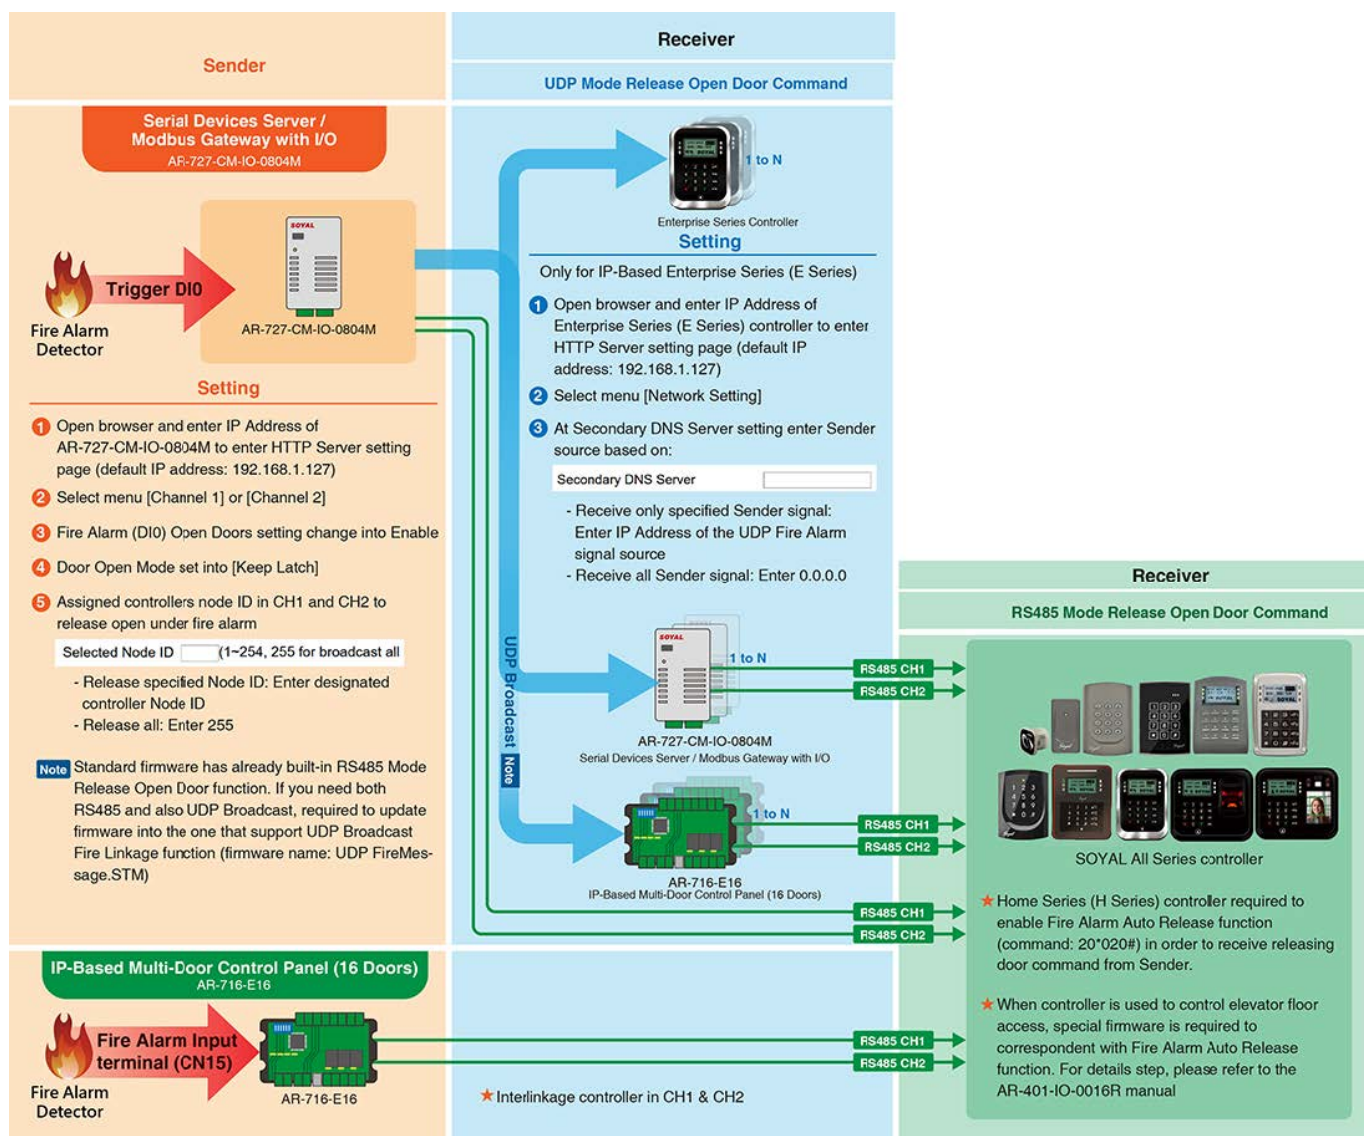 Sender
Serial Devices Server /
Modbus Gateway with I/O
AR-727-CM-IO-0804M
SOYAL
Trigger DI0
Fire Alarm
Detector
AR-727-CM-IO-0804M
Setting
1 Open browser and enter IP Address of
AR-727-CM-IO-0804M to enter HTTP Server setting
page (default IP address: 192.168.1.127)
2 Select menu [Channel 1] or [Channel 2]
3 Fire Alarm (DI0) Open Doors setting change into Enable
4 Door Open Mode set into [Keep Latch]
5 Assigned controllers node ID in CH1 and CH2 to
release open under fire alarm
Selected Node ID (1~254, 255 for broadcast all
- Release specified Node ID: Enter designated
controller Node ID
- Release all: Enter 255
Note Standard firmware has already built-in RS485 Mode
Release Open Door function. If you need both
RS485 and also UDP Broadcast, required to update
firmware into the one that support UDP Broadcast
Fire Linkage function (firmware name: UDP FireMes-
sage.STM)
IP-Based Multi-Door Control Panel (16 Doors)
AR-716-E16
Fire Alarm Input
terminal (CN15)
Fire Alarm
Detector
AR-716-E16
Receiver
UDP Mode Release Open Door Command
1 to N
Enterprise Series Controller
Setting
Only for IP-Based Enterprise Series (E Series)
1 Open browser and enter IP Address of
Enterprise Series (E Series) controller to enter
HTTP Server setting page (default IP
address: 192.168.1.127)
2 Select menu [Network Setting]
3 At Secondary DNS Server setting enter Sender
source based on:
Secondary DNS Server
- Receive only specified Sender signal:
Enter IP Address of the UDP Fire Alarm
signal source
- Receive all Sender signal: Enter 0.0.0.0
UDP Broadcast Note
SOYAL
1 to N
AR-727-CM-IO-0804M
Serial Devices Server / Modbus Gateway with I/O
1 to N
AR-716-E16
IP-Based Multi-Door Control Panel (16 Doors)
★ Interlinkage controller in CH1 & CH2
RS485 CH1
RS485 CH2
RS485 CH1
RS485 CH2
RS485 CH1
RS485 CH2
RS485 CH1
RS485 CH2
Receiver
RS485 Mode Release Open Door Command
SOYAL All Series controller
★ Home Series (H Series) controller required to
enable Fire Alarm Auto Release function
(command: 20*020#) in order to receive releasing
door command from Sender.
★ When controller is used to control elevator floor
access, special firmware is required to
correspondent with Fire Alarm Auto Release
function. For details step, please refer to the
AR-401-IO-0016R manual